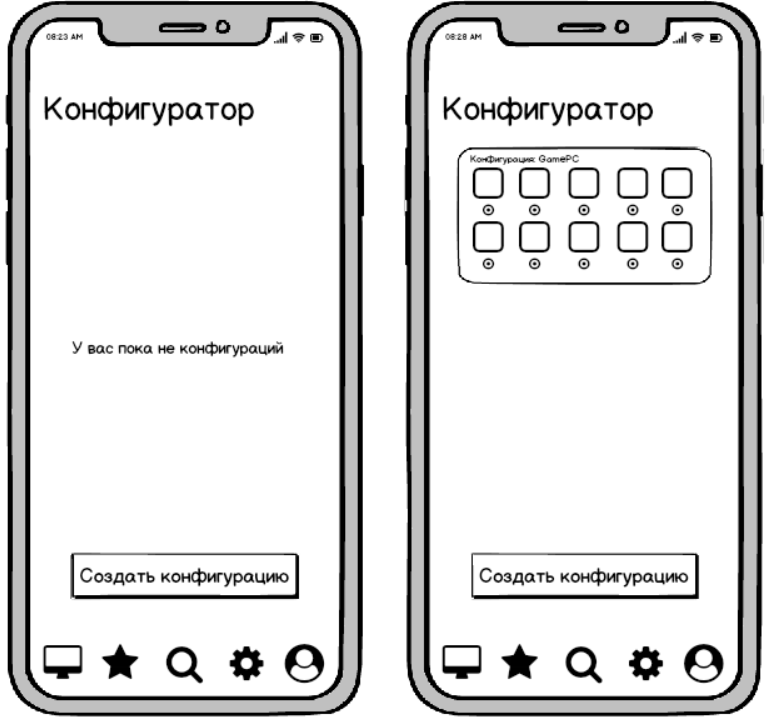 08:23 AM
Конфигуратор
У вас пока не конфигураций
Создать конфигурацию
08:28 AM
Конфигуратор
Конфигурация: GamePC
Создать конфигурацию